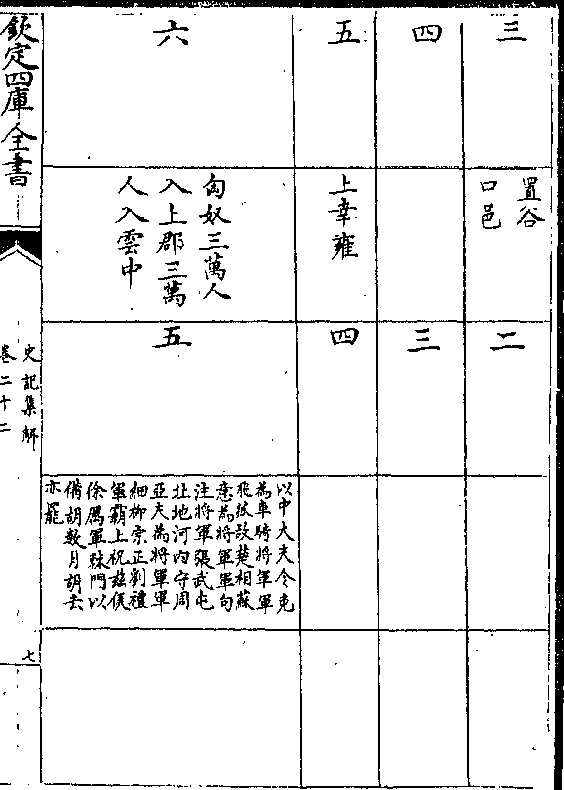 三
置谷
口邑
二
四
三
五
上幸雍
四
六
匈奴三萬人
入上郡三萬
人入雲中
五
以中大夫令免
為車騎將軍軍
飛狐故楚相蘇
意為將軍軍句
注將軍張武屯
北地河内守周
亞夫為將軍軍
細柳宗正劉禮
軍霸上祝茲侯
徐厲軍棘門以
備胡數月胡去
亦罷
欽定四庫全書
史記集解
卷二十二
七